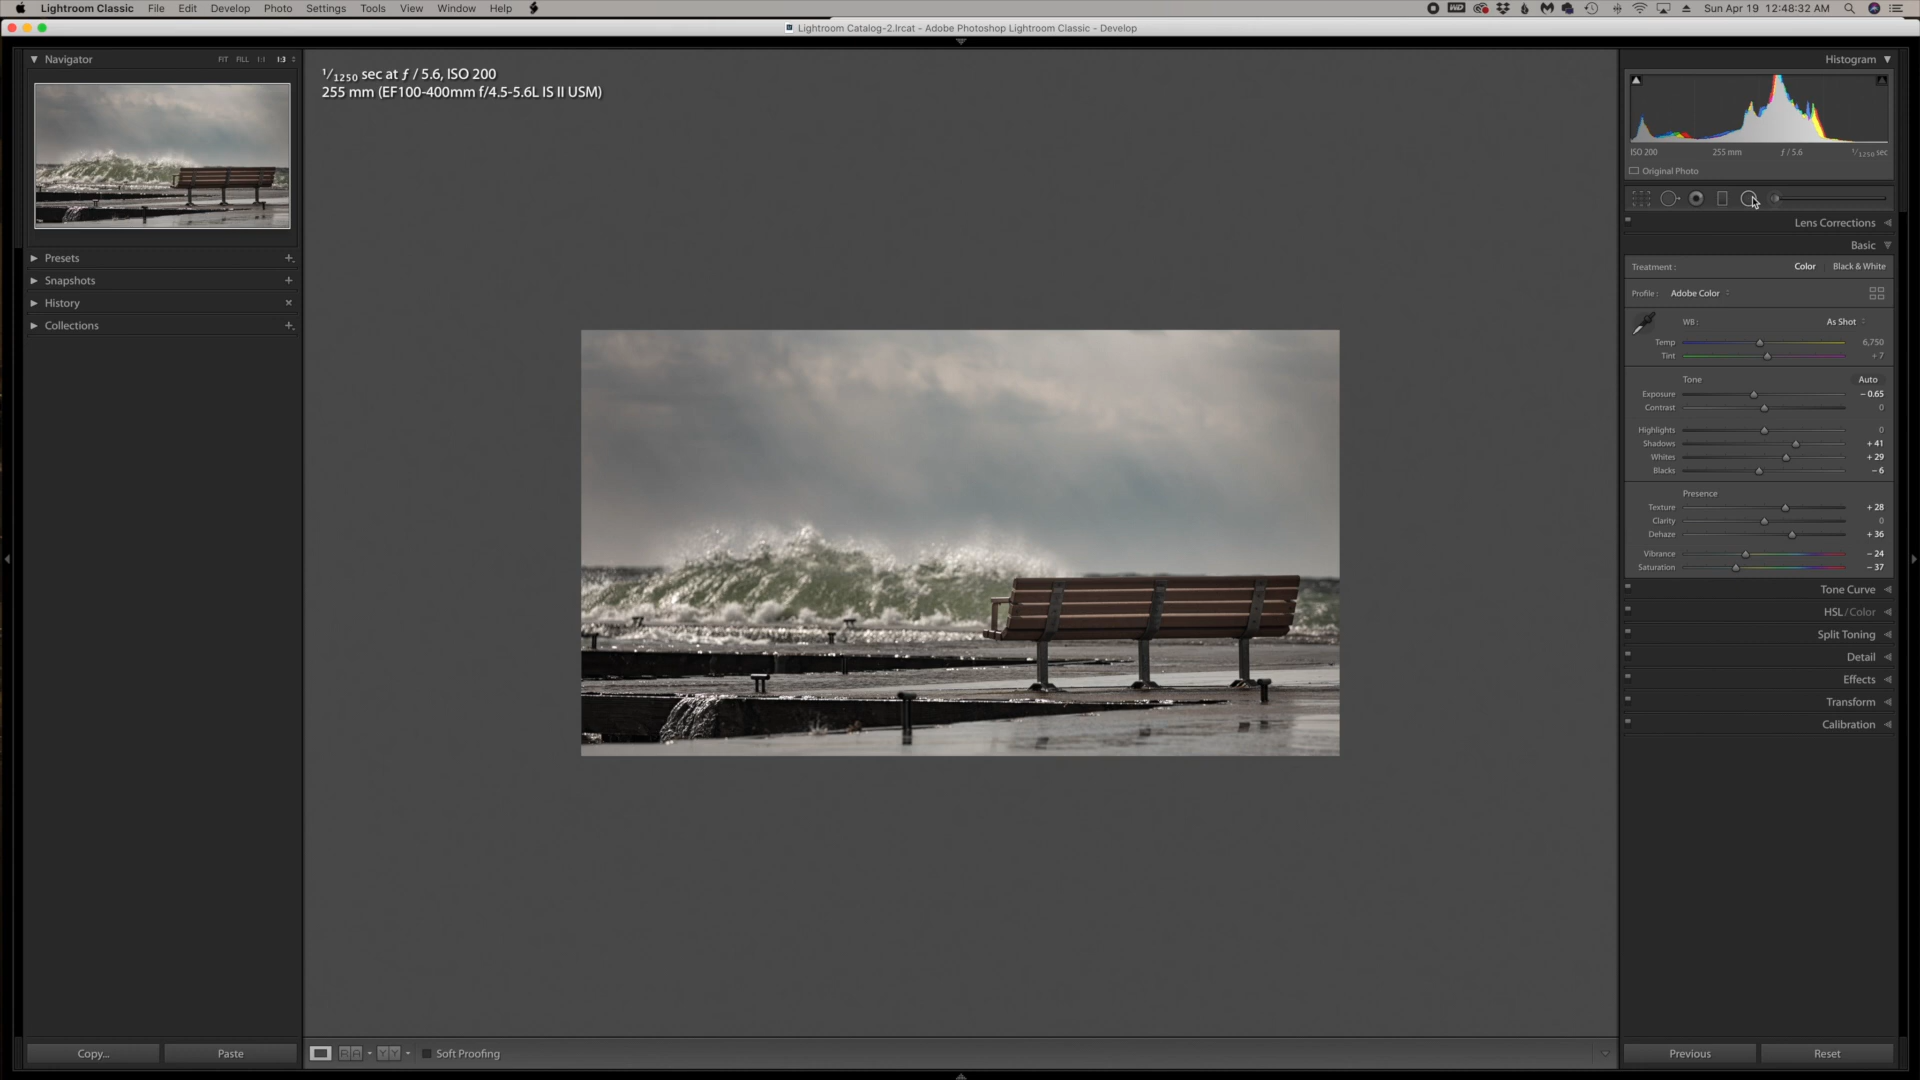 Lightroom Classic File Edit Develop Photo Settings Tools View Window Help Sun Apr 19 12:48:32 AM
Lightroom Catalog-2.lrcat - Adobe Photoshop Lightroom Classic - Develop
Navigator FIT FILL 1:1 1:3
Presets
Snapshots
History
Collections
1/1250 sec at ƒ / 5.6, ISO 200
255 mm (EF100-400mm f/4.5-5.6L IS II USM)
Histogram
ISO 200 255 mm ƒ / 5.6 1/1250 sec
Original Photo
Lens Corrections
Basic
Treatment : Color Black & White
Profile : Adobe Color
WB : As Shot
Temp 6,750
Tint + 7
Tone Auto
Exposure − 0.65
Contrast 0
Highlights 0
Shadows + 41
Whites + 29
Blacks − 6
Presence
Texture + 28
Clarity 0
Dehaze + 36
Vibrance − 24
Saturation − 37
Tone Curve
HSL / Color
Split Toning
Detail
Effects
Transform
Calibration
Copy... Paste Soft Proofing Previous Reset